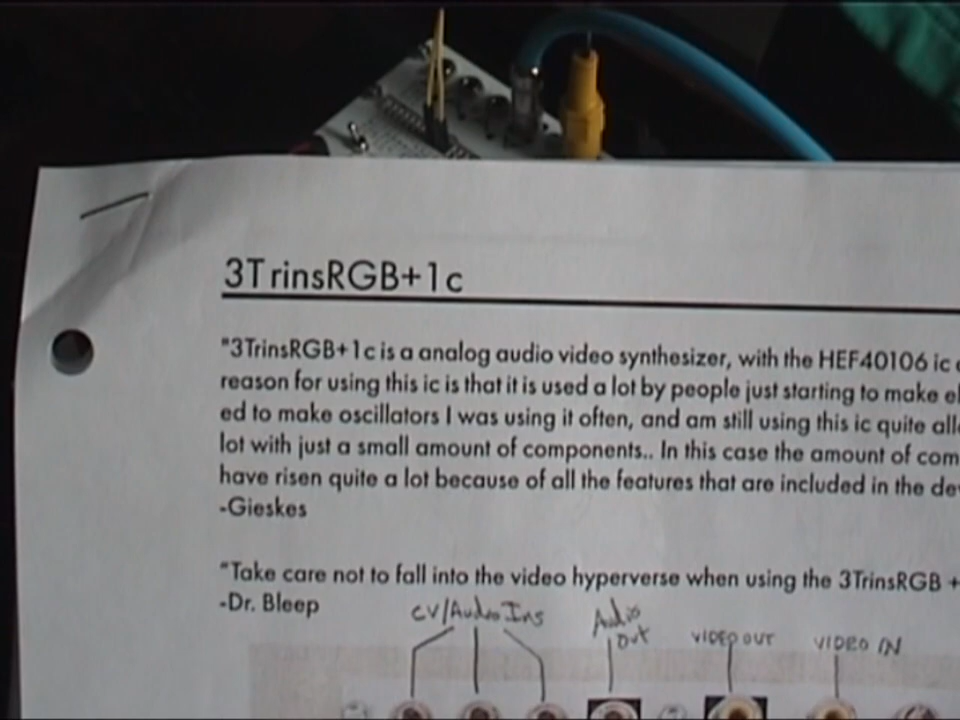 3TrinsRGB+1c
"3TrinsRGB+1c is a analog audio video synthesizer, with the HEF40106 ic
reason for using this ic is that it is used a lot by people just starting to make
ed to make oscillators I was using it often, and am still using this ic quite
lot with just a small amount of components.. In this case the amount of
have risen quite a lot because of all the features that are included in the
-Gieskes
"Take care not to fall into the video hyperverse when using the 3TrinsRGB +
-Dr. Bleep
CV/Audio Ins Audio Out VIDEO OUT VIDEO IN